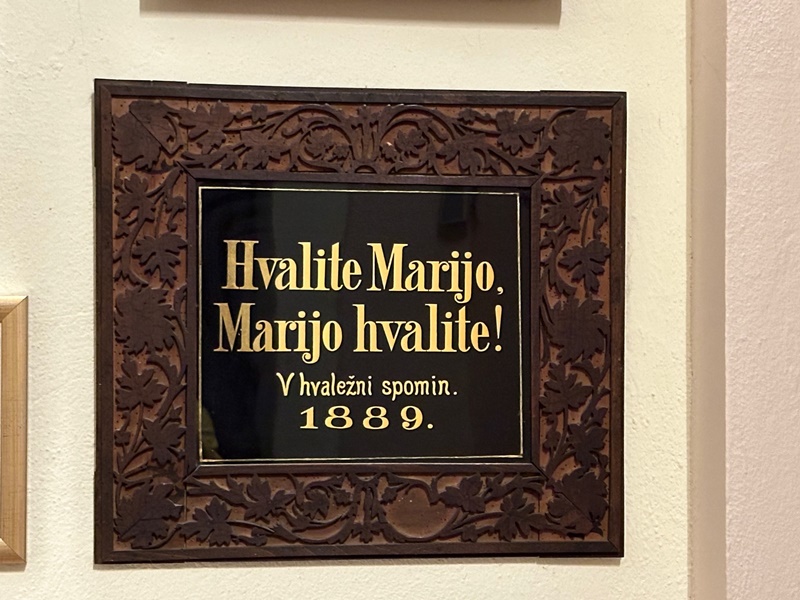 Hvalite Marijo,
Marijo hvalite!
V hvaležni spomin.
1889.